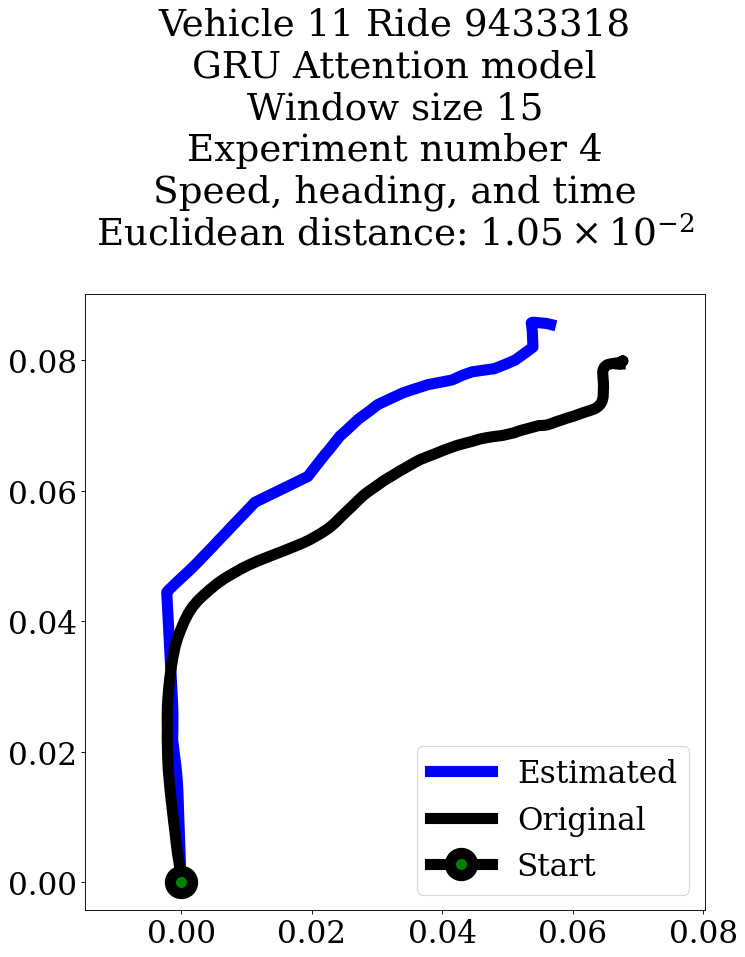 Vehicle 11 Ride 9433318
GRU Attention model
Window size 15
Experiment number 4
Speed, heading, and time
Euclidean distance: 1.05 × 10⁻²
0.08
0.06
0.04
0.02
0.00
Estimated
Original
Start
0.00 0.02 0.04 0.06 0.08